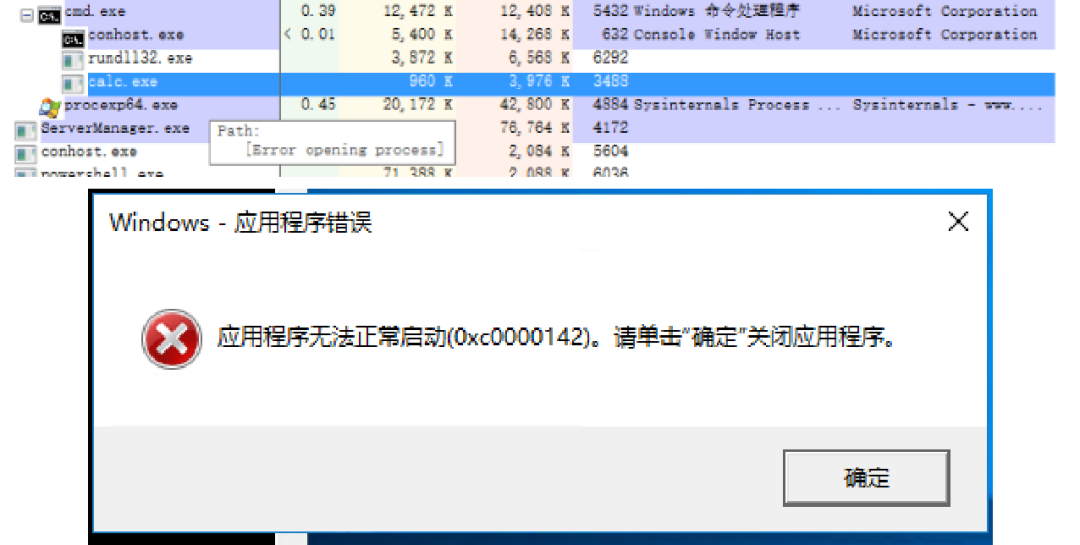 cmd.exe 0.39 12,472 K 12,408 K 5432 Windows 命令处理程序 Microsoft Corporation
conhost.exe < 0.01 5,400 K 14,268 K 632 Console Window Host Microsoft Corporation
rundll32.exe 3,872 K 6,568 K 6292
calc.exe 960 K 3,976 K 3488
procexp64.exe 0.45 20,172 K 42,800 K 4884 Sysinternals Process ... Sysinternals - www....
ServerManager.exe 76,764 K 4172
Path:
[Error opening process]
conhost.exe 2,084 K 5604
powershell.exe 71,388 K 2,088 K 6036
Windows - 应用程序错误
应用程序无法正常启动(0xc0000142)。请单击“确定”关闭应用程序。
确定